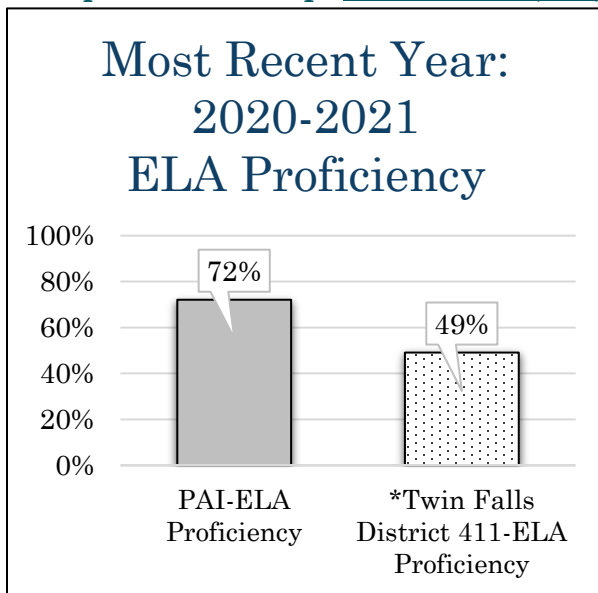 Most Recent Year:
2020-2021
ELA Proficiency
100%
80%
60%
40%
20%
0%
72%
49%
PAI-ELA
Proficiency
*Twin Falls
District 411-ELA
Proficiency